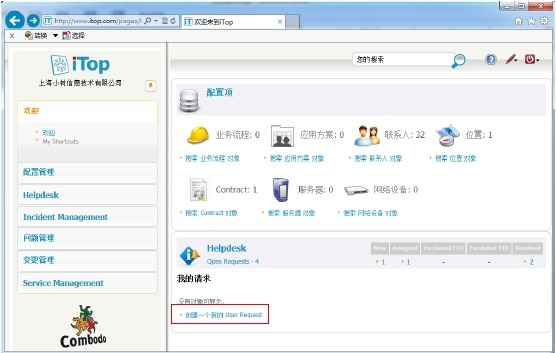 http://www.itop.com/pages/
欢迎来到iTop
转换
选择
iTop
上海小树信息技术有限公司
您的搜索
欢迎
欢迎
My Shortcuts
配置管理
Helpdesk
Incident Management
问题管理
变更管理
Service Management
Combodo
配置项
业务流程: 0
应用方案: 0
联系人: 32
位置: 1
搜索 业务流程 对象
搜索 应用方案 对象
搜索 联系人 对象
搜索 位置 对象
Contract: 1
服务器: 0
网络设备: 0
搜索 Contract 对象
搜索 服务器 对象
搜索 网络设备 对象
Helpdesk
Open Requests - 4
New Assigned Escalated TTO Escalated TTR Resolved
1 1 - - 2
我的请求
没有对象可显示.
创建一个新的 User Request